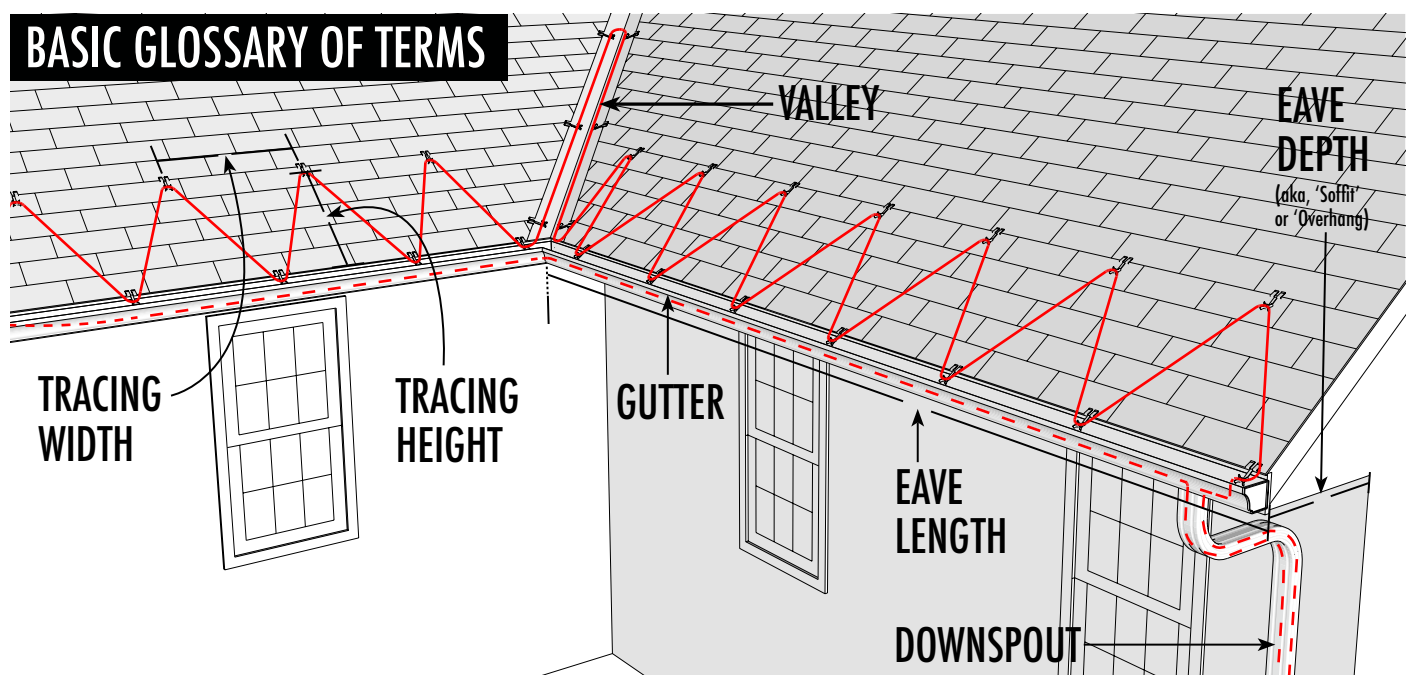 BASIC GLOSSARY OF TERMS
VALLEY
EAVE
DEPTH
(aka, ‘Soffit’
or ‘Overhang)
TRACING
WIDTH
TRACING
HEIGHT
GUTTER
EAVE
LENGTH
DOWNSPOUT